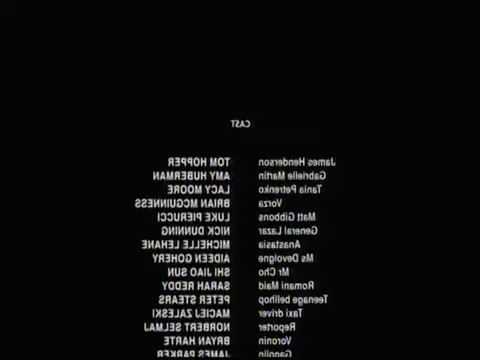 CAST
James Henderson TOM HOPPER
Gabrielle Martin AMY HUBERMAN
Tania Petrenko LACY MOORE
Vorza BRIAN MCGUINNESS
Matt Gibbons LUKE PIERUCCI
General Lazar NICK DUNNING
Anastasia MICHELLE LEHANE
Ms Devoigne AIDEEN GOHERY
Mr Cho SHI JIAO SUN
Romani Maid SARAH REDDY
Teenage bellhop PETER STEARS
Taxi driver MACIEJ ZALESKI
Reporter NORBERT SELMAJ
Voronin BRYAN HARTE
JAMES PARKER